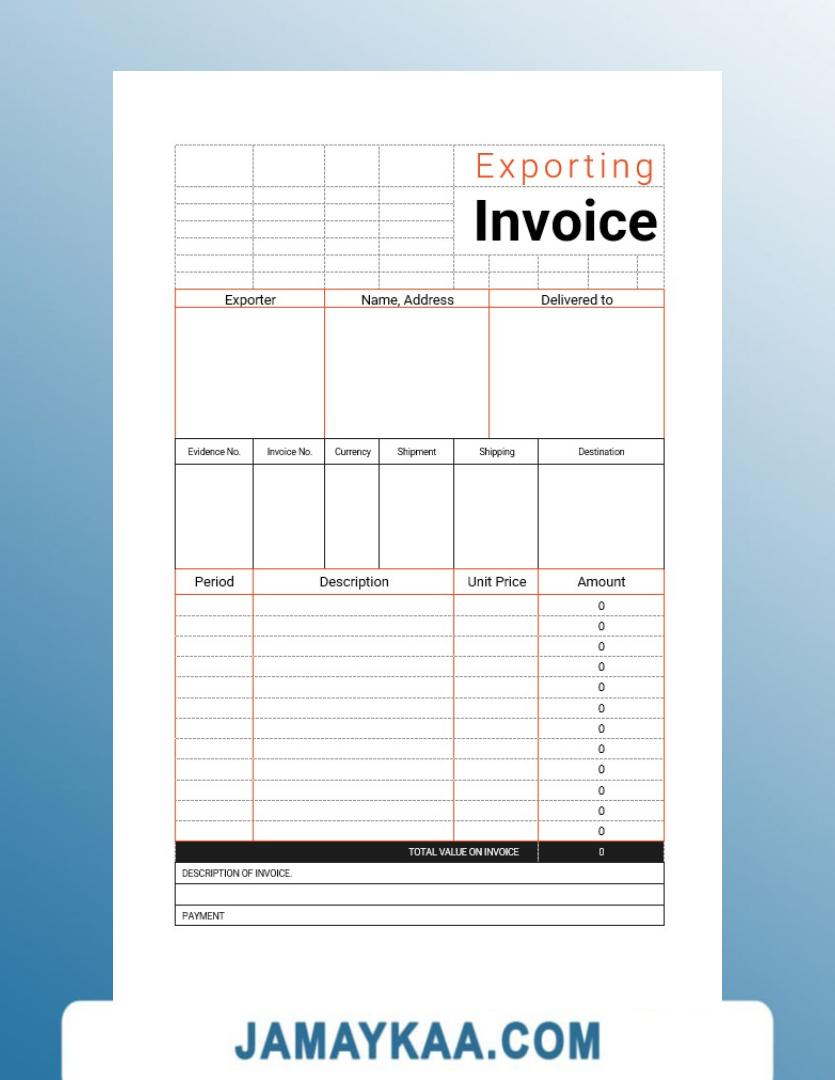 Exporting
Invoice
Exporter Name, Address Delivered to
Evidence No. Invoice No. Currency Shipment Shipping Destination
Period Description Unit Price Amount
0
0
0
0
0
0
0
0
0
0
0
0
TOTAL VALUE ON INVOICE 0
DESCRIPTION OF INVOICE.
PAYMENT
JAMAYKAA.COM